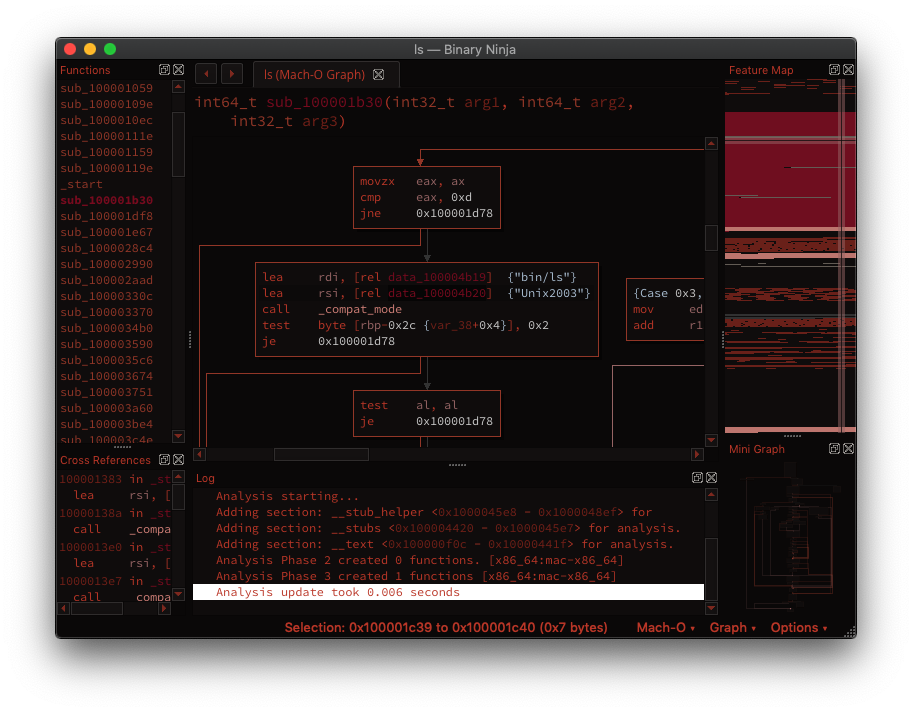 ls — Binary Ninja
Functions
sub_100001059
sub_10000109e
sub_1000010ec
sub_10000111e
sub_100001159
sub_10000119e
_start
sub_100001b30
sub_100001df8
sub_100001e67
sub_1000028c4
sub_100002990
sub_100002aad
sub_10000330c
sub_100003370
sub_1000034b0
sub_100003590
sub_1000035c6
sub_100003674
sub_100003751
sub_100003a60
sub_100003be4
sub_100003c4e
Cross References
100001383 in _st
lea rsi, [
10000138a in _st
call _compa
1000013e0 in _st
lea rsi, [
1000013e7 in _st
call compa
ls (Mach-O Graph)
int64_t sub_100001b30(int32_t arg1, int64_t arg2,
int32_t arg3)
movzx eax, ax
cmp eax, 0xd
jne 0x100001d78
lea rdi, [rel data_100004b19] {"bin/ls"}
lea rsi, [rel data_100004b20] {"Unix2003"}
call _compat_mode
test byte [rbp-0x2c {var_38+0x4}], 0x2
je 0x100001d78
{Case 0x3,
mov ed
add r1
test al, al
je 0x100001d78
Log
Analysis starting...
Adding section: __stub_helper <0x1000045e8 - 0x1000048ef> for
Adding section: __stubs <0x100004420 - 0x1000045e7> for analysis.
Adding section: __text <0x100000f0c - 0x10000441f> for analysis.
Analysis Phase 2 created 0 functions. [x86_64:mac-x86_64]
Analysis Phase 3 created 1 functions [x86_64:mac-x86_64]
Analysis update took 0.006 seconds
Feature Map
Mini Graph
Selection: 0x100001c39 to 0x100001c40 (0x7 bytes) Mach-O Graph Options